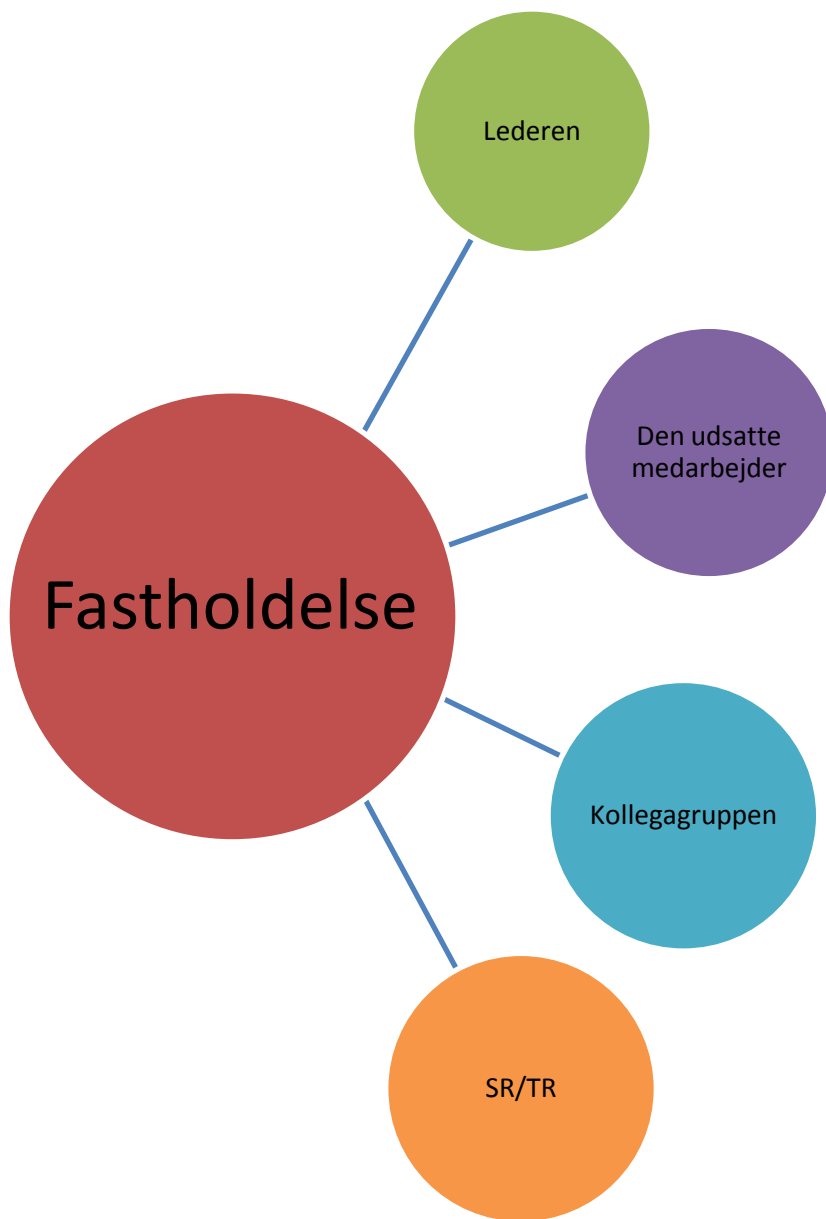 Lederen
Den udsatte
medarbejder
Fastholdelse
Kollegagruppen
SR/TR